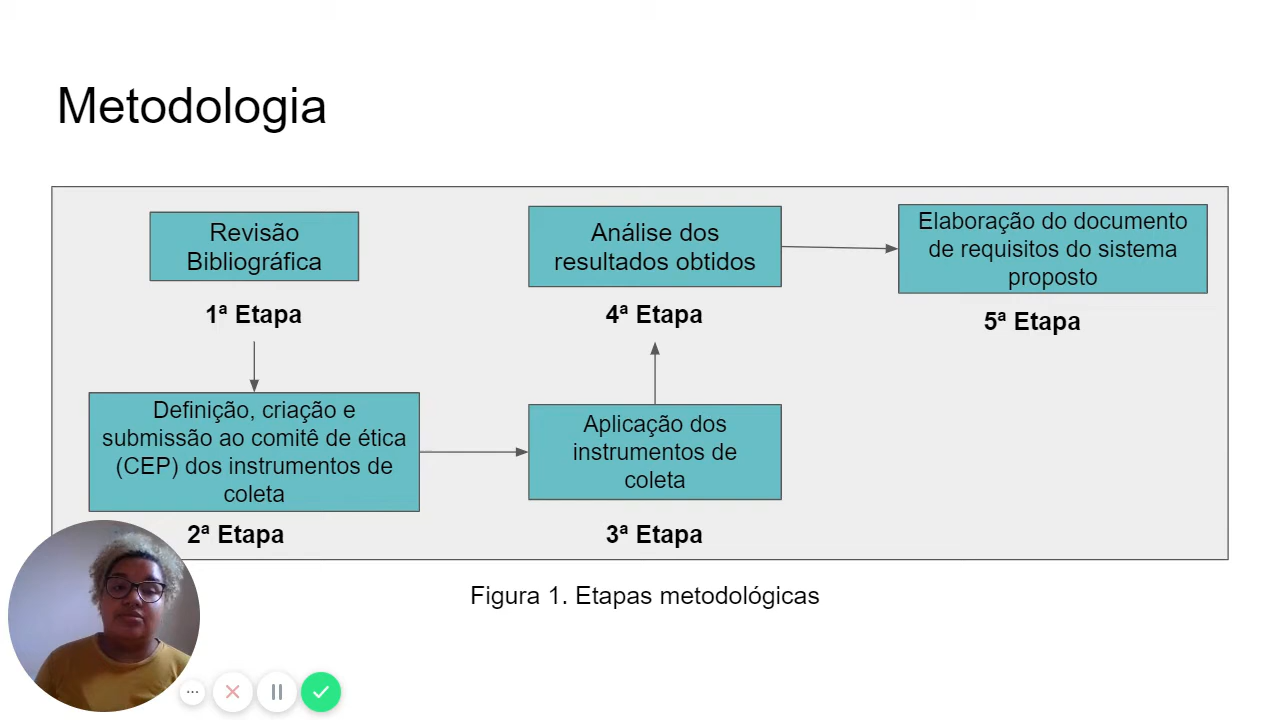 Metodologia
Revisão
Bibliográfica
1ª Etapa
Definição, criação e
submissão ao comitê de ética
(CEP) dos instrumentos de
coleta
2ª Etapa
Aplicação dos
instrumentos de
coleta
3ª Etapa
Análise dos
resultados obtidos
4ª Etapa
Elaboração do documento
de requisitos do sistema
proposto
5ª Etapa
Figura 1. Etapas metodológicas